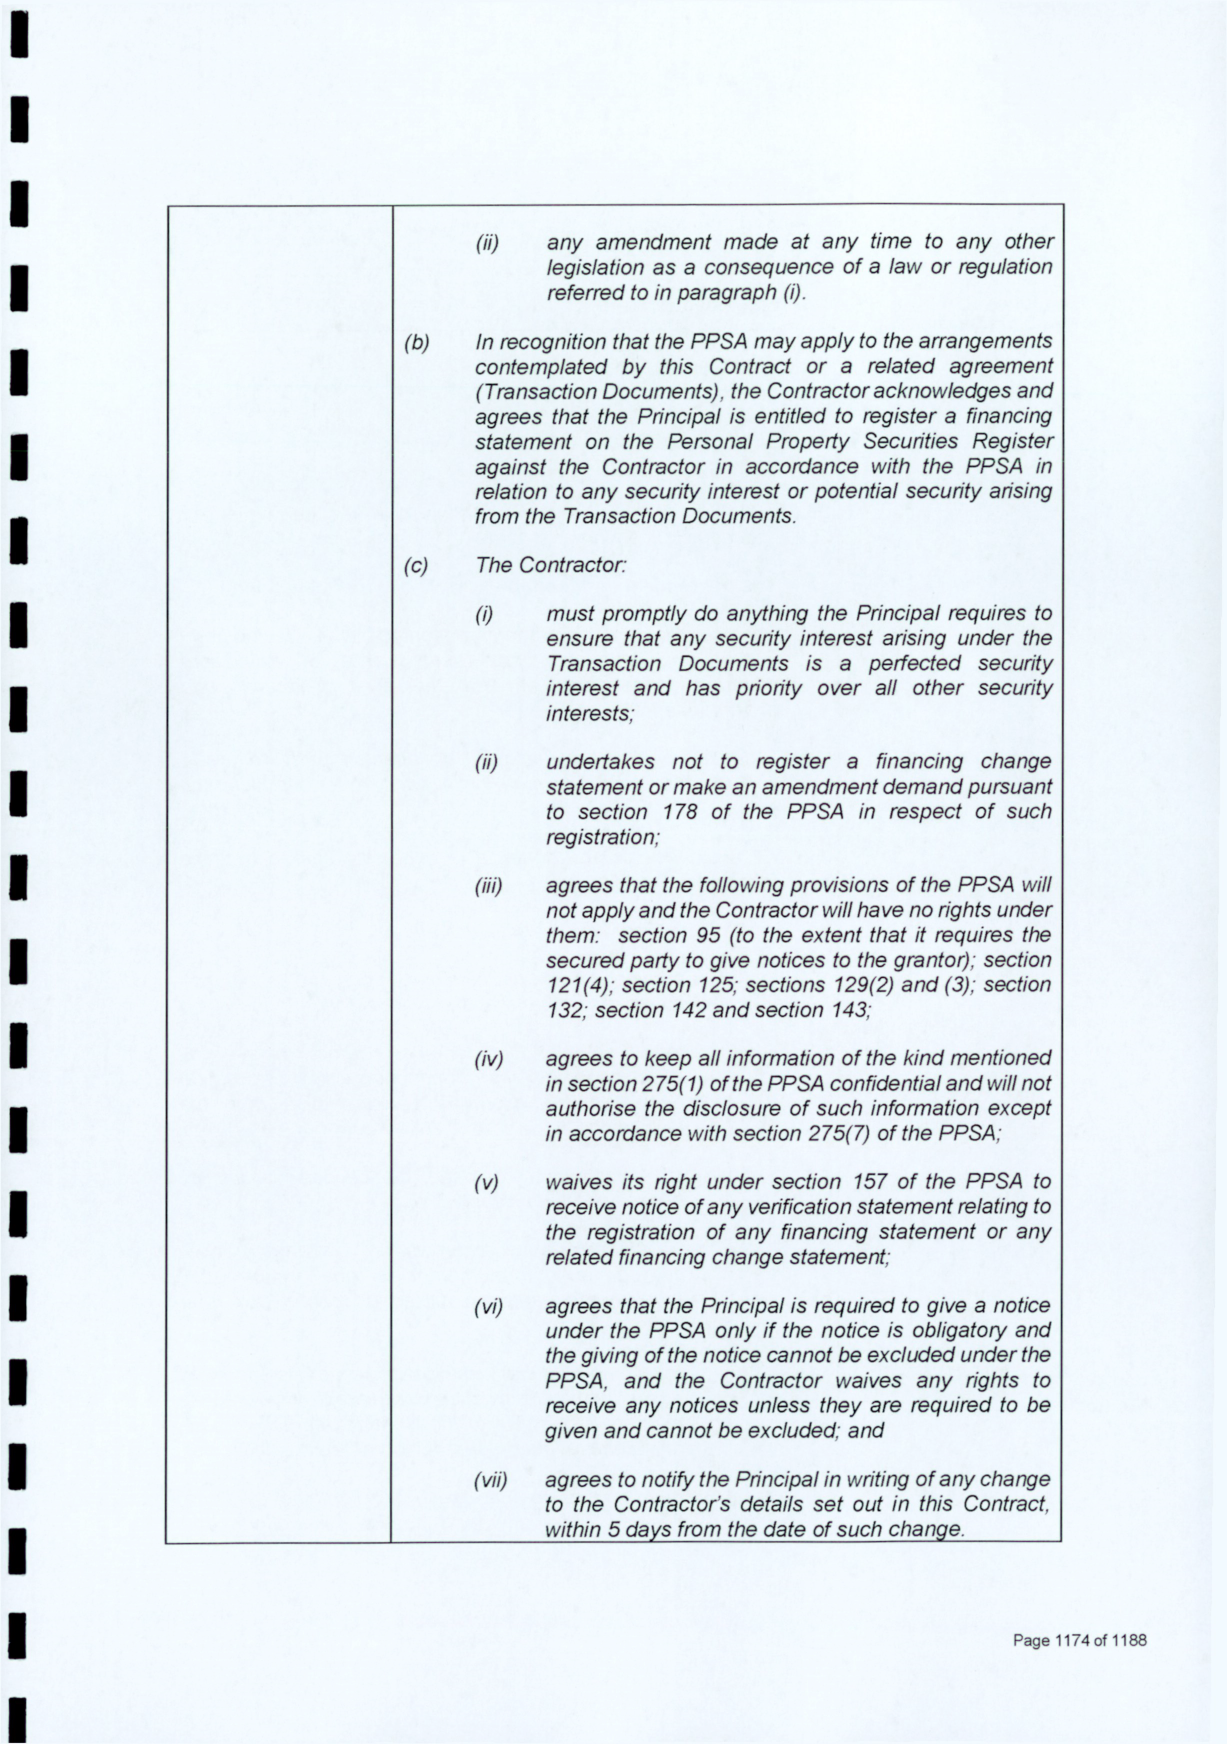 (ii) any amendment made at any time to any other
legislation as a consequence of a law or regulation
referred to in paragraph (i).
(b) In recognition that the PPSA may apply to the arrangements
contemplated by this Contract or a related agreement
(Transaction Documents), the Contractor acknowledges and
agrees that the Principal is entitled to register a financing
statement on the Personal Property Securities Register
against the Contractor in accordance with the PPSA in
relation to any security interest or potential security arising
from the Transaction Documents.
(c) The Contractor:
(i) must promptly do anything the Principal requires to
ensure that any security interest arising under the
Transaction Documents is a perfected security
interest and has priority over all other security
interests;
(ii) undertakes not to register a financing change
statement or make an amendment demand pursuant
to section 178 of the PPSA in respect of such
registration;
(iii) agrees that the following provisions of the PPSA will
not apply and the Contractor will have no rights under
them: section 95 (to the extent that it requires the
secured party to give notices to the grantor); section
121(4); section 125; sections 129(2) and (3); section
132; section 142 and section 143;
(iv) agrees to keep all information of the kind mentioned
in section 275(1) of the PPSA confidential and will not
authorise the disclosure of such information except
in accordance with section 275(7) of the PPSA;
(v) waives its right under section 157 of the PPSA to
receive notice of any verification statement relating to
the registration of any financing statement or any
related financing change statement;
(vi) agrees that the Principal is required to give a notice
under the PPSA only if the notice is obligatory and
the giving of the notice cannot be excluded under the
PPSA, and the Contractor waives any rights to
receive any notices unless they are required to be
given and cannot be excluded; and
(vii) agrees to notify the Principal in writing of any change
to the Contractor's details set out in this Contract,
within 5 days from the date of such change.
Page 1174 of 1188